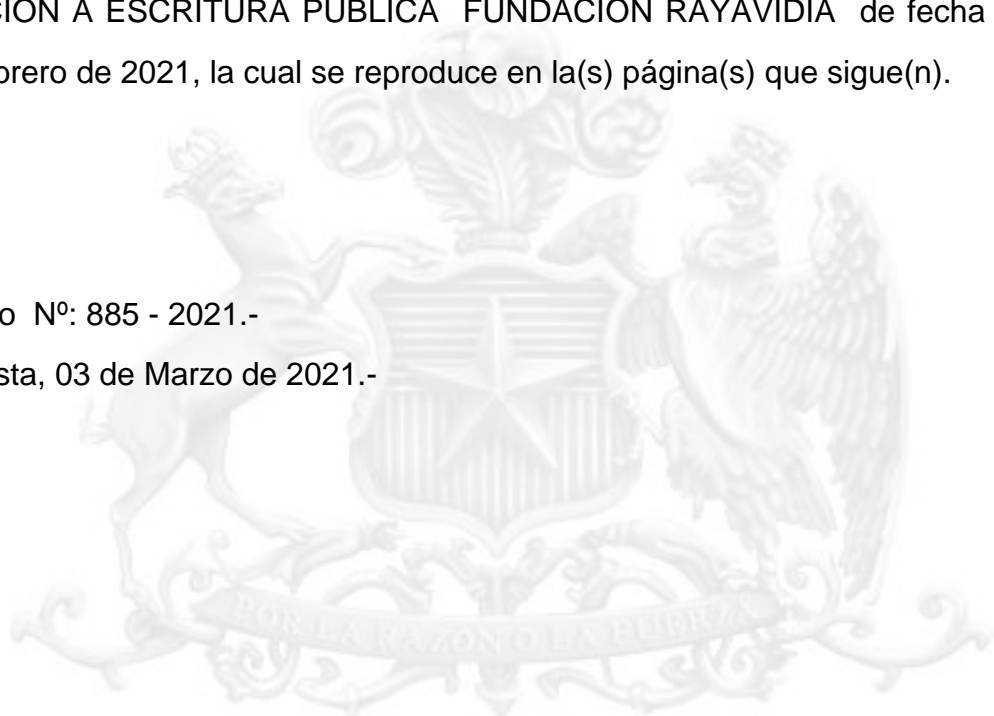 CION A ESCRITURA PUBLICA FUNDACION RAYAVIDIA de fecha
brero de 2021, la cual se reproduce en la(s) página(s) que sigue(n).
o Nº: 885 - 2021.-
sta, 03 de Marzo de 2021.-
POR LA RAZON O LA FUERZA